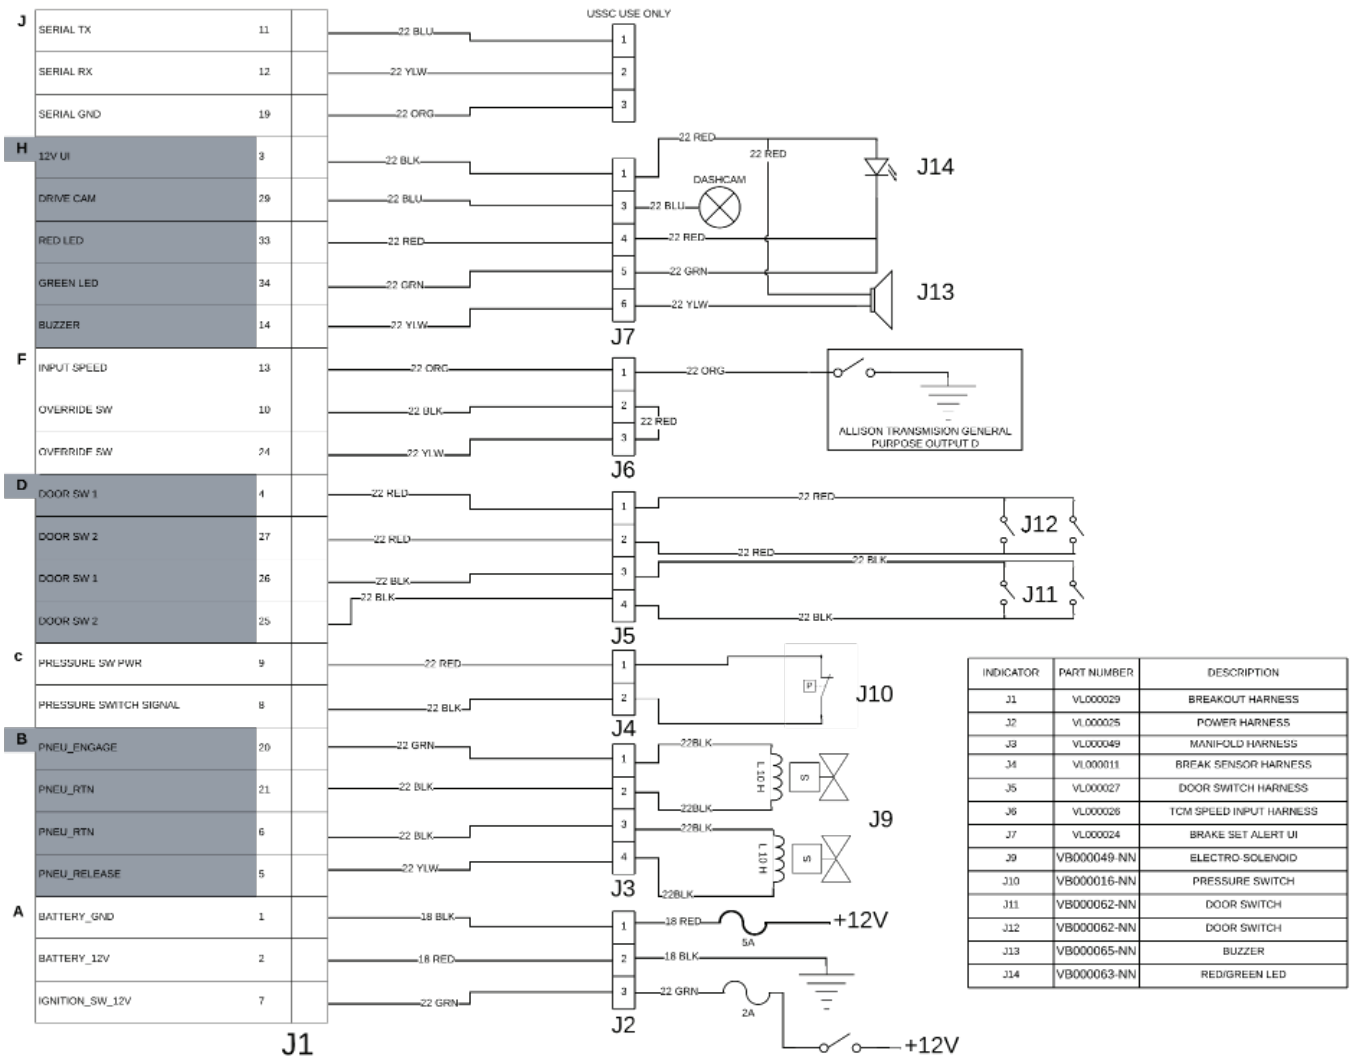 USSC USE ONLY
J SERIAL TX 11 22 BLU 1
SERIAL RX 12 22 YLW 2
SERIAL GND 19 22 ORG 3
H 12V UI 3 22 BLK 1 22 RED 22 RED J14
DASHCAM
DRIVE CAM 29 22 BLU 3 22 BLU
RED LED 33 22 RED 4 22 RED
GREEN LED 34 22 GRN 5 22 GRN J13
BUZZER 14 22 YLW 6 22 YLW
J7
F INPUT SPEED 13 22 ORG 1 22 ORG
OVERRIDE SW 10 22 BLK 2 22 RED
ALLISON TRANSMISION GENERAL
PURPOSE OUTPUT D
OVERRIDE SW 24 22 YLW 3
J6
D DOOR SW 1 4 22 RED 1 22 RED J12
DOOR SW 2 27 22 RED 2 22 RED
DOOR SW 1 26 22 BLK 3 22 BLK J11
DOOR SW 2 25 22 BLK 4 22 BLK
J5
c PRESSURE SW PWR 9 22 RED 1 P J10
PRESSURE SWITCH SIGNAL 8 22 BLK 2
J4
B PNEU_ENGAGE 20 22 GRN 1 22BLK L 10 H S
PNEU_RTN 21 22 BLK 2 22BLK J9
PNEU_RTN 6 22 BLK 3 22BLK L 10 H S
PNEU_RELEASE 5 22 YLW 4 22BLK
J3
A BATTERY_GND 1 18 BLK 1 18 RED 5A +12V
BATTERY_12V 2 18 RED 2 18 BLK
IGNITION_SW_12V 7 22 GRN 3 22 GRN 2A +12V
J2
J1
INDICATOR PART NUMBER DESCRIPTION
J1 VL000029 BREAKOUT HARNESS
J2 VL000025 POWER HARNESS
J3 VL000049 MANIFOLD HARNESS
J4 VL000011 BREAK SENSOR HARNESS
J5 VL000027 DOOR SWITCH HARNESS
J6 VL000026 TCM SPEED INPUT HARNESS
J7 VL000024 BRAKE SET ALERT UI
J9 VB000049-NN ELECTRO-SOLENOID
J10 VB000016-NN PRESSURE SWITCH
J11 VB000062-NN DOOR SWITCH
J12 VB000062-NN DOOR SWITCH
J13 VB000065-NN BUZZER
J14 VB000063-NN RED/GREEN LED